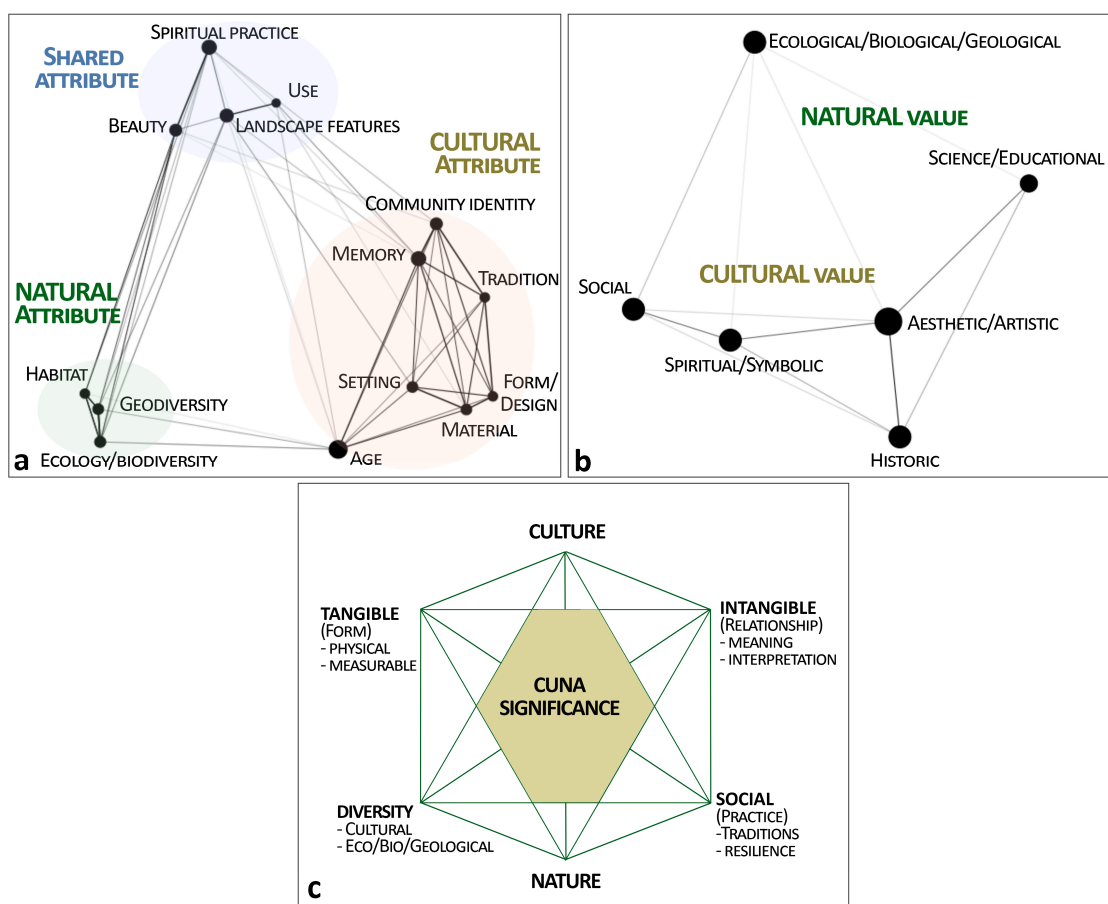 SPIRITUAL PRACTICE
SHARED
ATTRIBUTE
USE
BEAUTY
LANDSCAPE FEATURES
CULTURAL
ATTRIBUTE
COMMUNITY IDENTITY
MEMORY
TRADITION
NATURAL
ATTRIBUTE
HABITAT
GEODIVERSITY
SETTING
FORM/
DESIGN
MATERIAL
ECOLOGY/BIODIVERSITY
AGE
a
ECOLOGICAL/BIOLOGICAL/GEOLOGICAL
NATURAL VALUE
SCIENCE/EDUCATIONAL
CULTURAL VALUE
SOCIAL
AESTHETIC/ARTISTIC
SPIRITUAL/SYMBOLIC
HISTORIC
b
CULTURE
TANGIBLE
(FORM)
- PHYSICAL
- MEASURABLE
INTANGIBLE
(RELATIONSHIP)
- MEANING
- INTERPRETATION
CUNA
SIGNIFICANCE
DIVERSITY
- CULTURAL
- ECO/BIO/GEOLOGICAL
SOCIAL
(PRACTICE)
-TRADITIONS
- RESILIENCE
NATURE
c